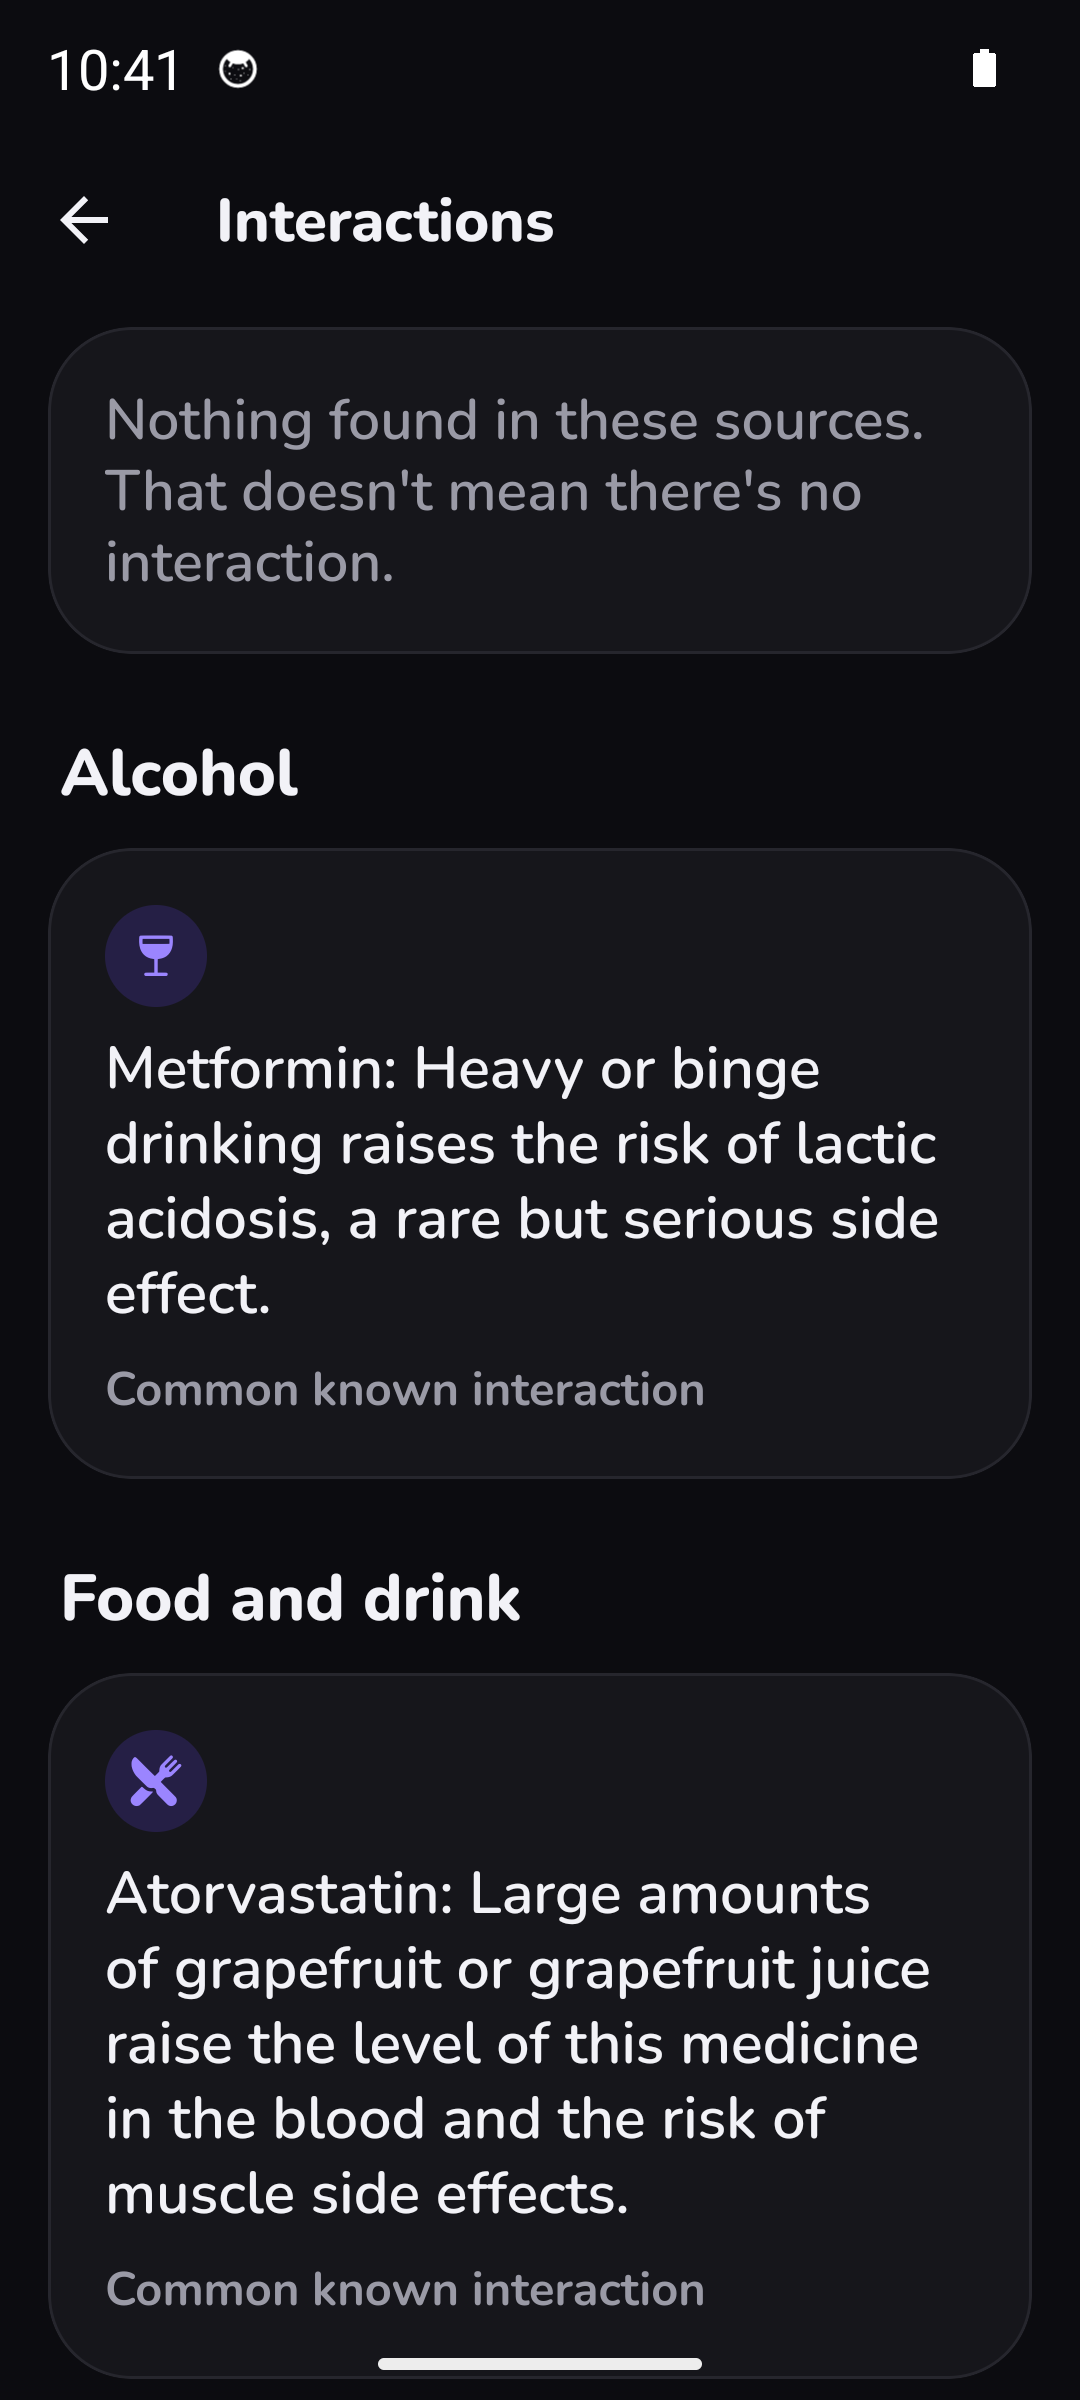 10:41
Interactions
Nothing found in these sources.
That doesn't mean there's no
interaction.
Alcohol
Metformin: Heavy or binge
drinking raises the risk of lactic
acidosis, a rare but serious side
effect.
Common known interaction
Food and drink
Atorvastatin: Large amounts
of grapefruit or grapefruit juice
raise the level of this medicine
in the blood and the risk of
muscle side effects.
Common known interaction